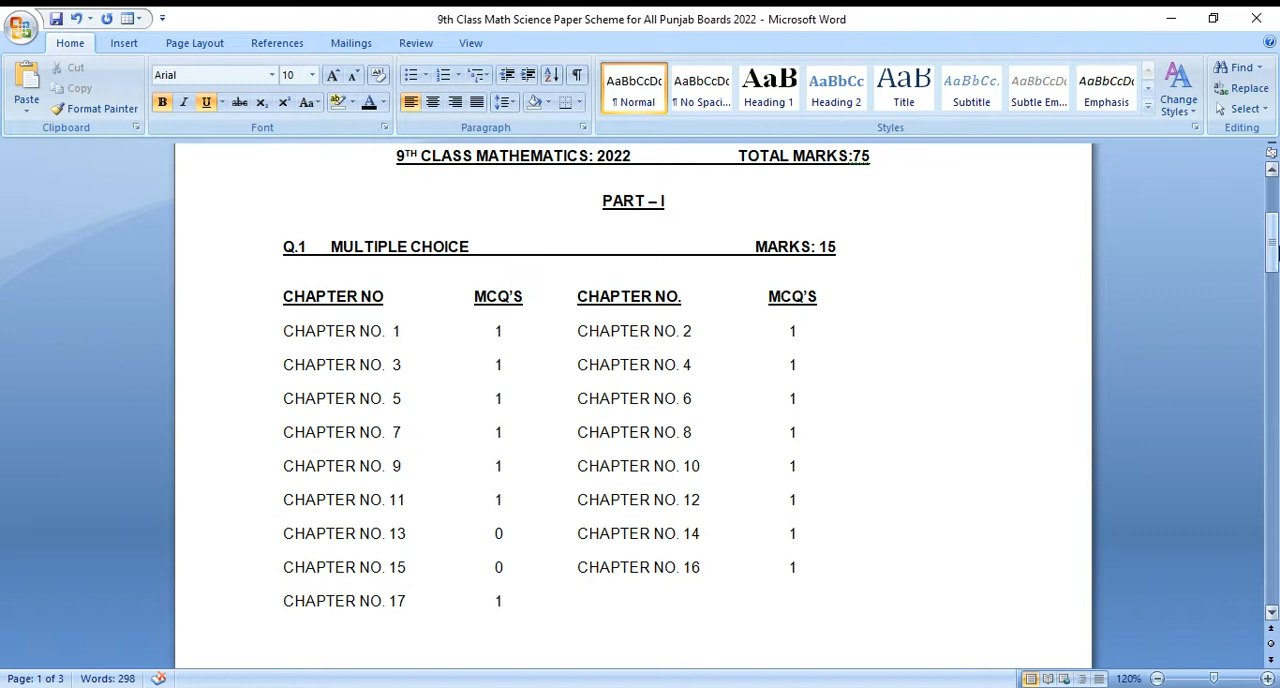 9th Class Math Science Paper Scheme for All Punjab Boards 2022 - Microsoft Word
Home Insert Page Layout References Mailings Review View
Paste
Cut
Copy
Format Painter
Clipboard
Arial 10
Font
Paragraph
AaBbCcDc AaBbCcDc AaB AaBbCc AaB AaBbCc. AaBbCcDc AaBbCcDc
¶ Normal ¶ No Spaci... Heading 1 Heading 2 Title Subtitle Subtle Em... Emphasis
Change Styles
Styles
Find
Replace
Select
Editing
9TH CLASS MATHEMATICS: 2022 TOTAL MARKS:75
PART – I
Q.1 MULTIPLE CHOICE MARKS: 15
CHAPTER NO MCQ'S CHAPTER NO. MCQ'S
CHAPTER NO. 1 1 CHAPTER NO. 2 1
CHAPTER NO. 3 1 CHAPTER NO. 4 1
CHAPTER NO. 5 1 CHAPTER NO. 6 1
CHAPTER NO. 7 1 CHAPTER NO. 8 1
CHAPTER NO. 9 1 CHAPTER NO. 10 1
CHAPTER NO. 11 1 CHAPTER NO. 12 1
CHAPTER NO. 13 0 CHAPTER NO. 14 1
CHAPTER NO. 15 0 CHAPTER NO. 16 1
CHAPTER NO. 17 1
Page: 1 of 3 Words: 298 120%